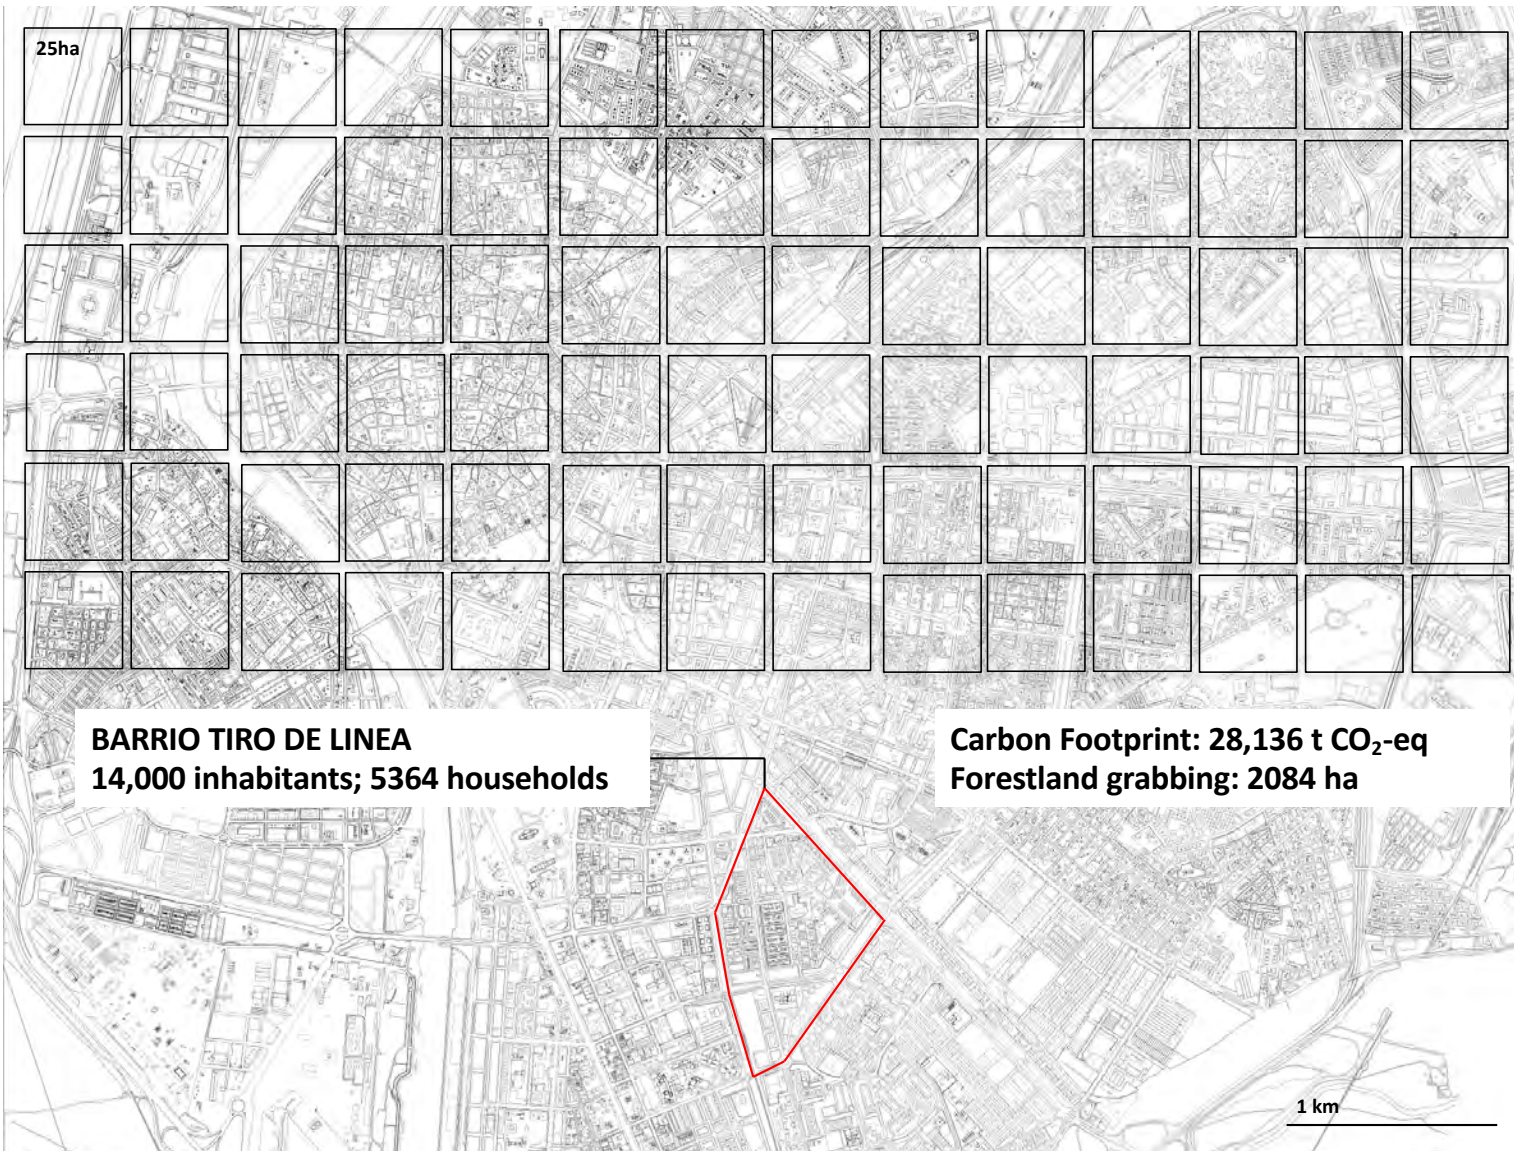 25ha
BARRIO TIRO DE LINEA
14,000 inhabitants; 5364 households
Carbon Footprint: 28,136 t CO₂-eq
Forestland grabbing: 2084 ha
1 km